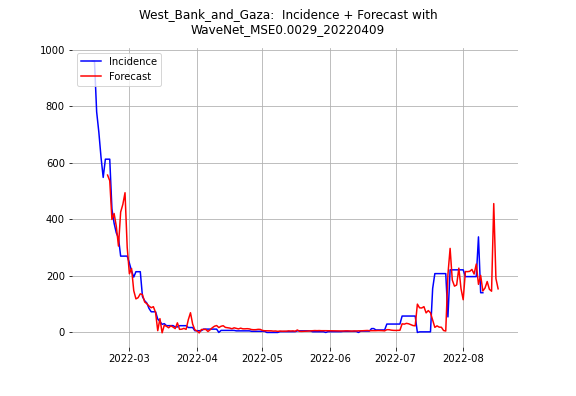 West_Bank_and_Gaza:  Incidence + Forecast with
WaveNet_MSE0.0029_20220409
1000
Incidence
Forecast
800
600
400
200
0
2022-03 2022-04 2022-05 2022-06 2022-07 2022-08